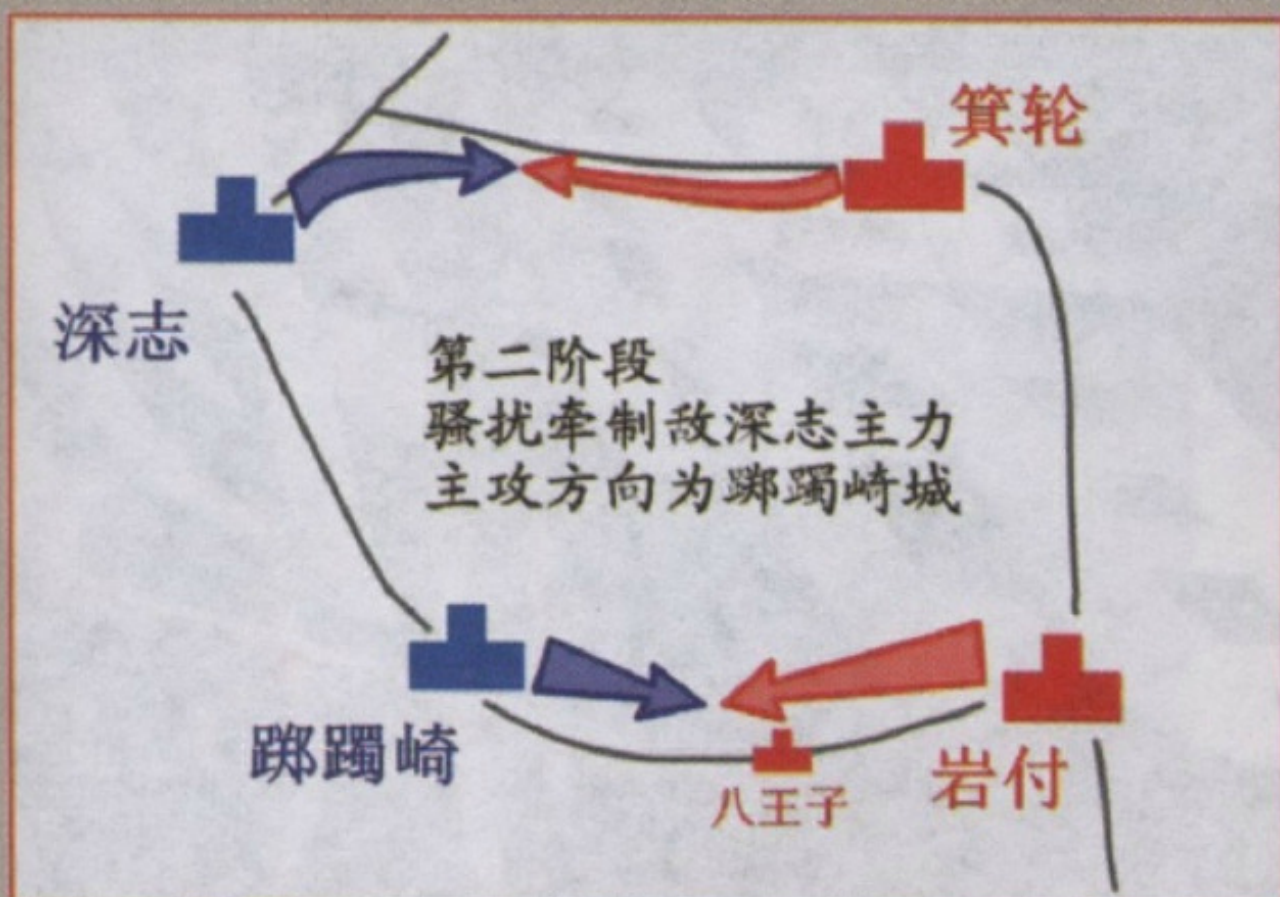 箕轮
深志
第二阶段
骚扰牵制敌深志主力
主攻方向为踯躅崎城
踯躅崎
八王子
岩付